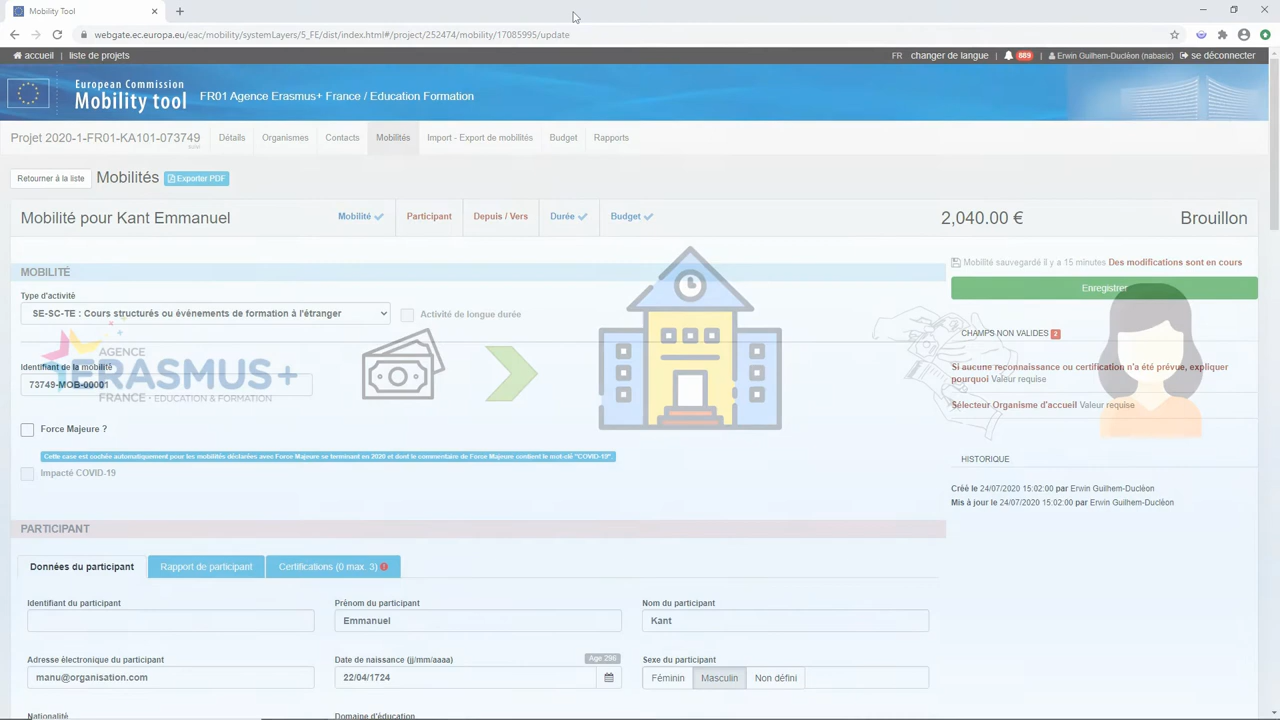 Mobility Tool
webgate.ec.europa.eu/eac/mobility/systemLayers/S_FE/dist/index.html#/project/252474/mobility/17085995/update
accueil liste de projets FR changer de langue 889 Erwin Guilhem-Ducléon (nabasic) se déconnecter
European Commission
Mobility tool FR01 Agence Erasmus+ France / Education Formation
Projet 2020-1-FR01-KA101-073749 Détails Organismes Contacts Mobilités Import - Export de mobilités Budget Rapports
Retourner à la liste Mobilités Exporter PDF
Mobilité pour Kant Emmanuel Mobilité Participant Depuis / Vers Durée Budget 2,040.00 € Brouillon
MOBILITÉ
Mobilité sauvegardé il y a 15 minutes Des modifications sont en cours
Enregistrer
Type d'activité
SE-SC-TE : Cours structurés ou événements de formation à l'étranger Activité de longue durée
CHAMPS NON VALIDES 2
AGENCE
ERASMUS+
FRANCE · EDUCATION & FORMATION
Identifiant de la mobilité
73749-MOB-00001
Si aucune reconnaissance ou certification n'a été prévue, expliquer
pourquoi Valeur requise
Sélecteur Organisme d'accueil Valeur requise
Force Majeure ?
Cette case est cochée automatiquement pour les mobilités déclarées avec Force Majeure se terminant en 2020 et dont le commentaire de Force Majeure contient le mot-clé "COVID-19".
Impacté COVID-19
HISTORIQUE
Créé le 24/07/2020 15:02:00 par Erwin Guilhem-Ducléon
Mis à jour le 24/07/2020 15:02:00 par Erwin Guilhem-Ducléon
PARTICIPANT
Données du participant Rapport de participant Certifications (0 max. 3)
Identifiant du participant Prénom du participant Nom du participant
Emmanuel Kant
Adresse électronique du participant Date de naissance (jj/mm/aaaa) Age 296 Sexe du participant
manu@organisation.com 22/04/1724 Féminin Masculin Non défini
Nationalité Domaine d'éducation